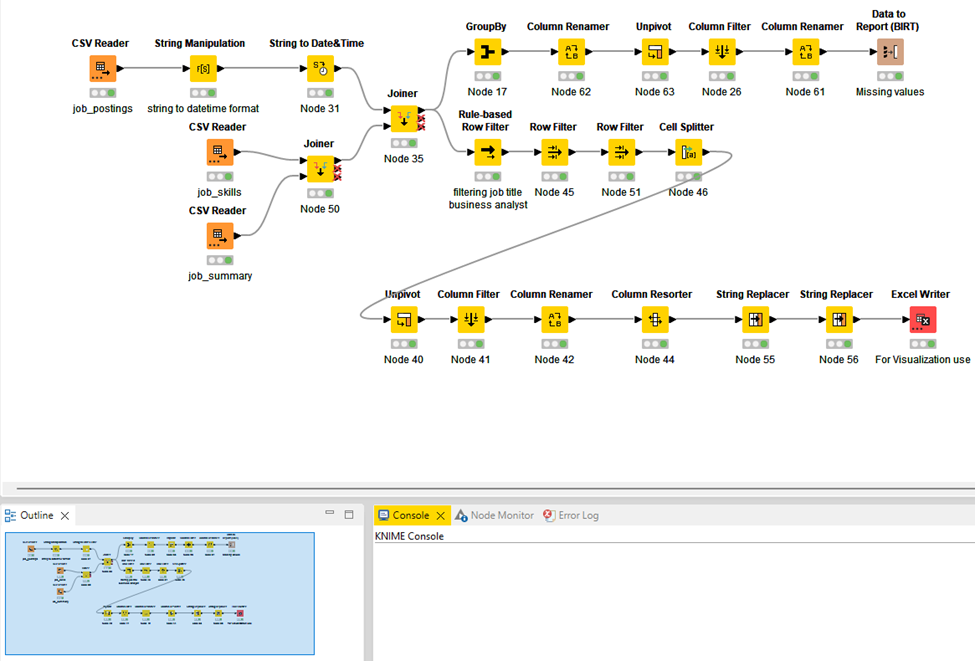 CSV Reader
job_postings
String Manipulation
r[s]
string to datetime format
String to Date&Time
S
Node 31
CSV Reader
job_skills
CSV Reader
job_summary
Joiner
Node 50
Joiner
Node 35
GroupBy
Node 17
Column Renamer
Node 62
Unpivot
Node 63
Column Filter
Node 26
Column Renamer
Node 61
Data to
Report (BIRT)
Missing values
Rule-based
Row Filter
filtering job title
business analyst
Row Filter
Node 45
Row Filter
Node 51
Cell Splitter
[a]
Node 46
Unpivot
Node 40
Column Filter
Node 41
Column Renamer
Node 42
Column Resorter
Node 44
String Replacer
Node 55
String Replacer
Node 56
Excel Writer
For Visualization use
Outline
Console
Node Monitor
Error Log
KNIME Console